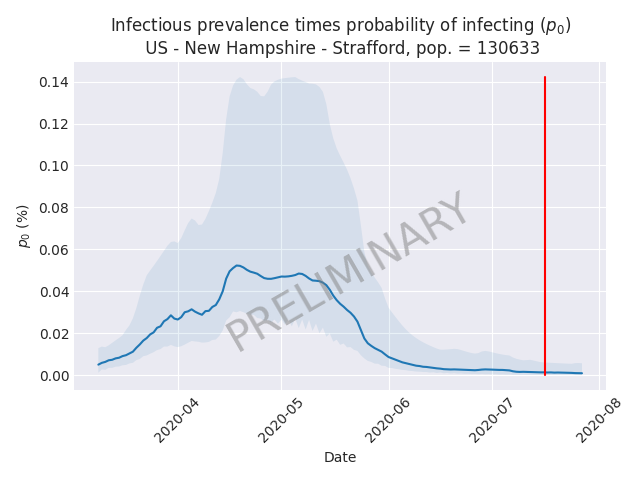 Infectious prevalence times probability of infecting (p₀)
US - New Hampshire - Strafford, pop. = 130633
0.14
0.12
0.10
0.08
0.06
0.04
0.02
0.00
p₀ (%)
PRELIMINARY
2020-04
2020-05
2020-06
2020-07
2020-08
Date